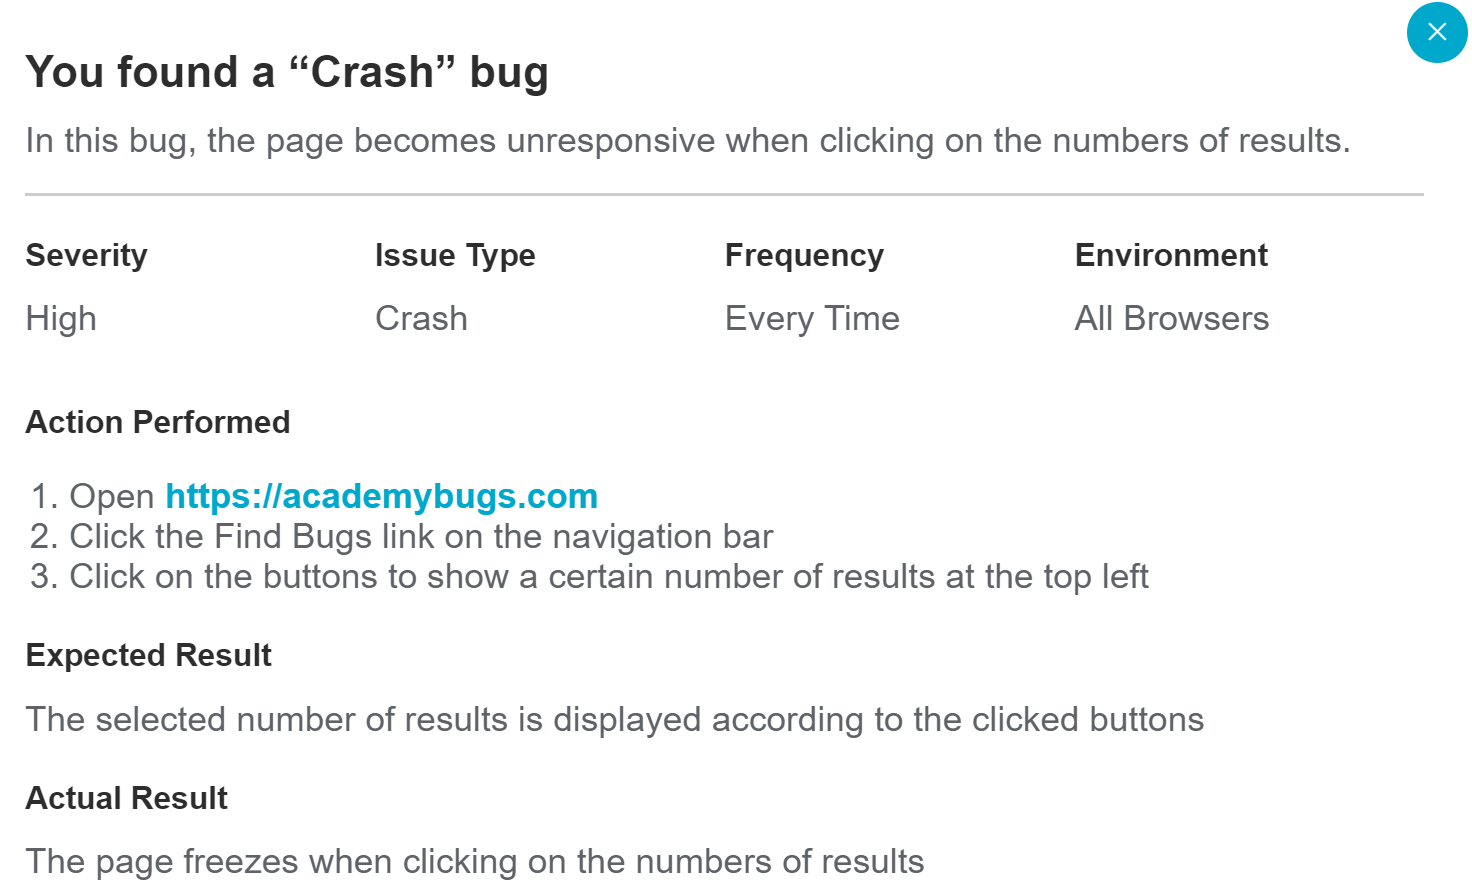 You found a “Crash” bug
In this bug, the page becomes unresponsive when clicking on the numbers of results.
Severity Issue Type Frequency Environment
High Crash Every Time All Browsers
Action Performed
1. Open https://academybugs.com
2. Click the Find Bugs link on the navigation bar
3. Click on the buttons to show a certain number of results at the top left
Expected Result
The selected number of results is displayed according to the clicked buttons
Actual Result
The page freezes when clicking on the numbers of results